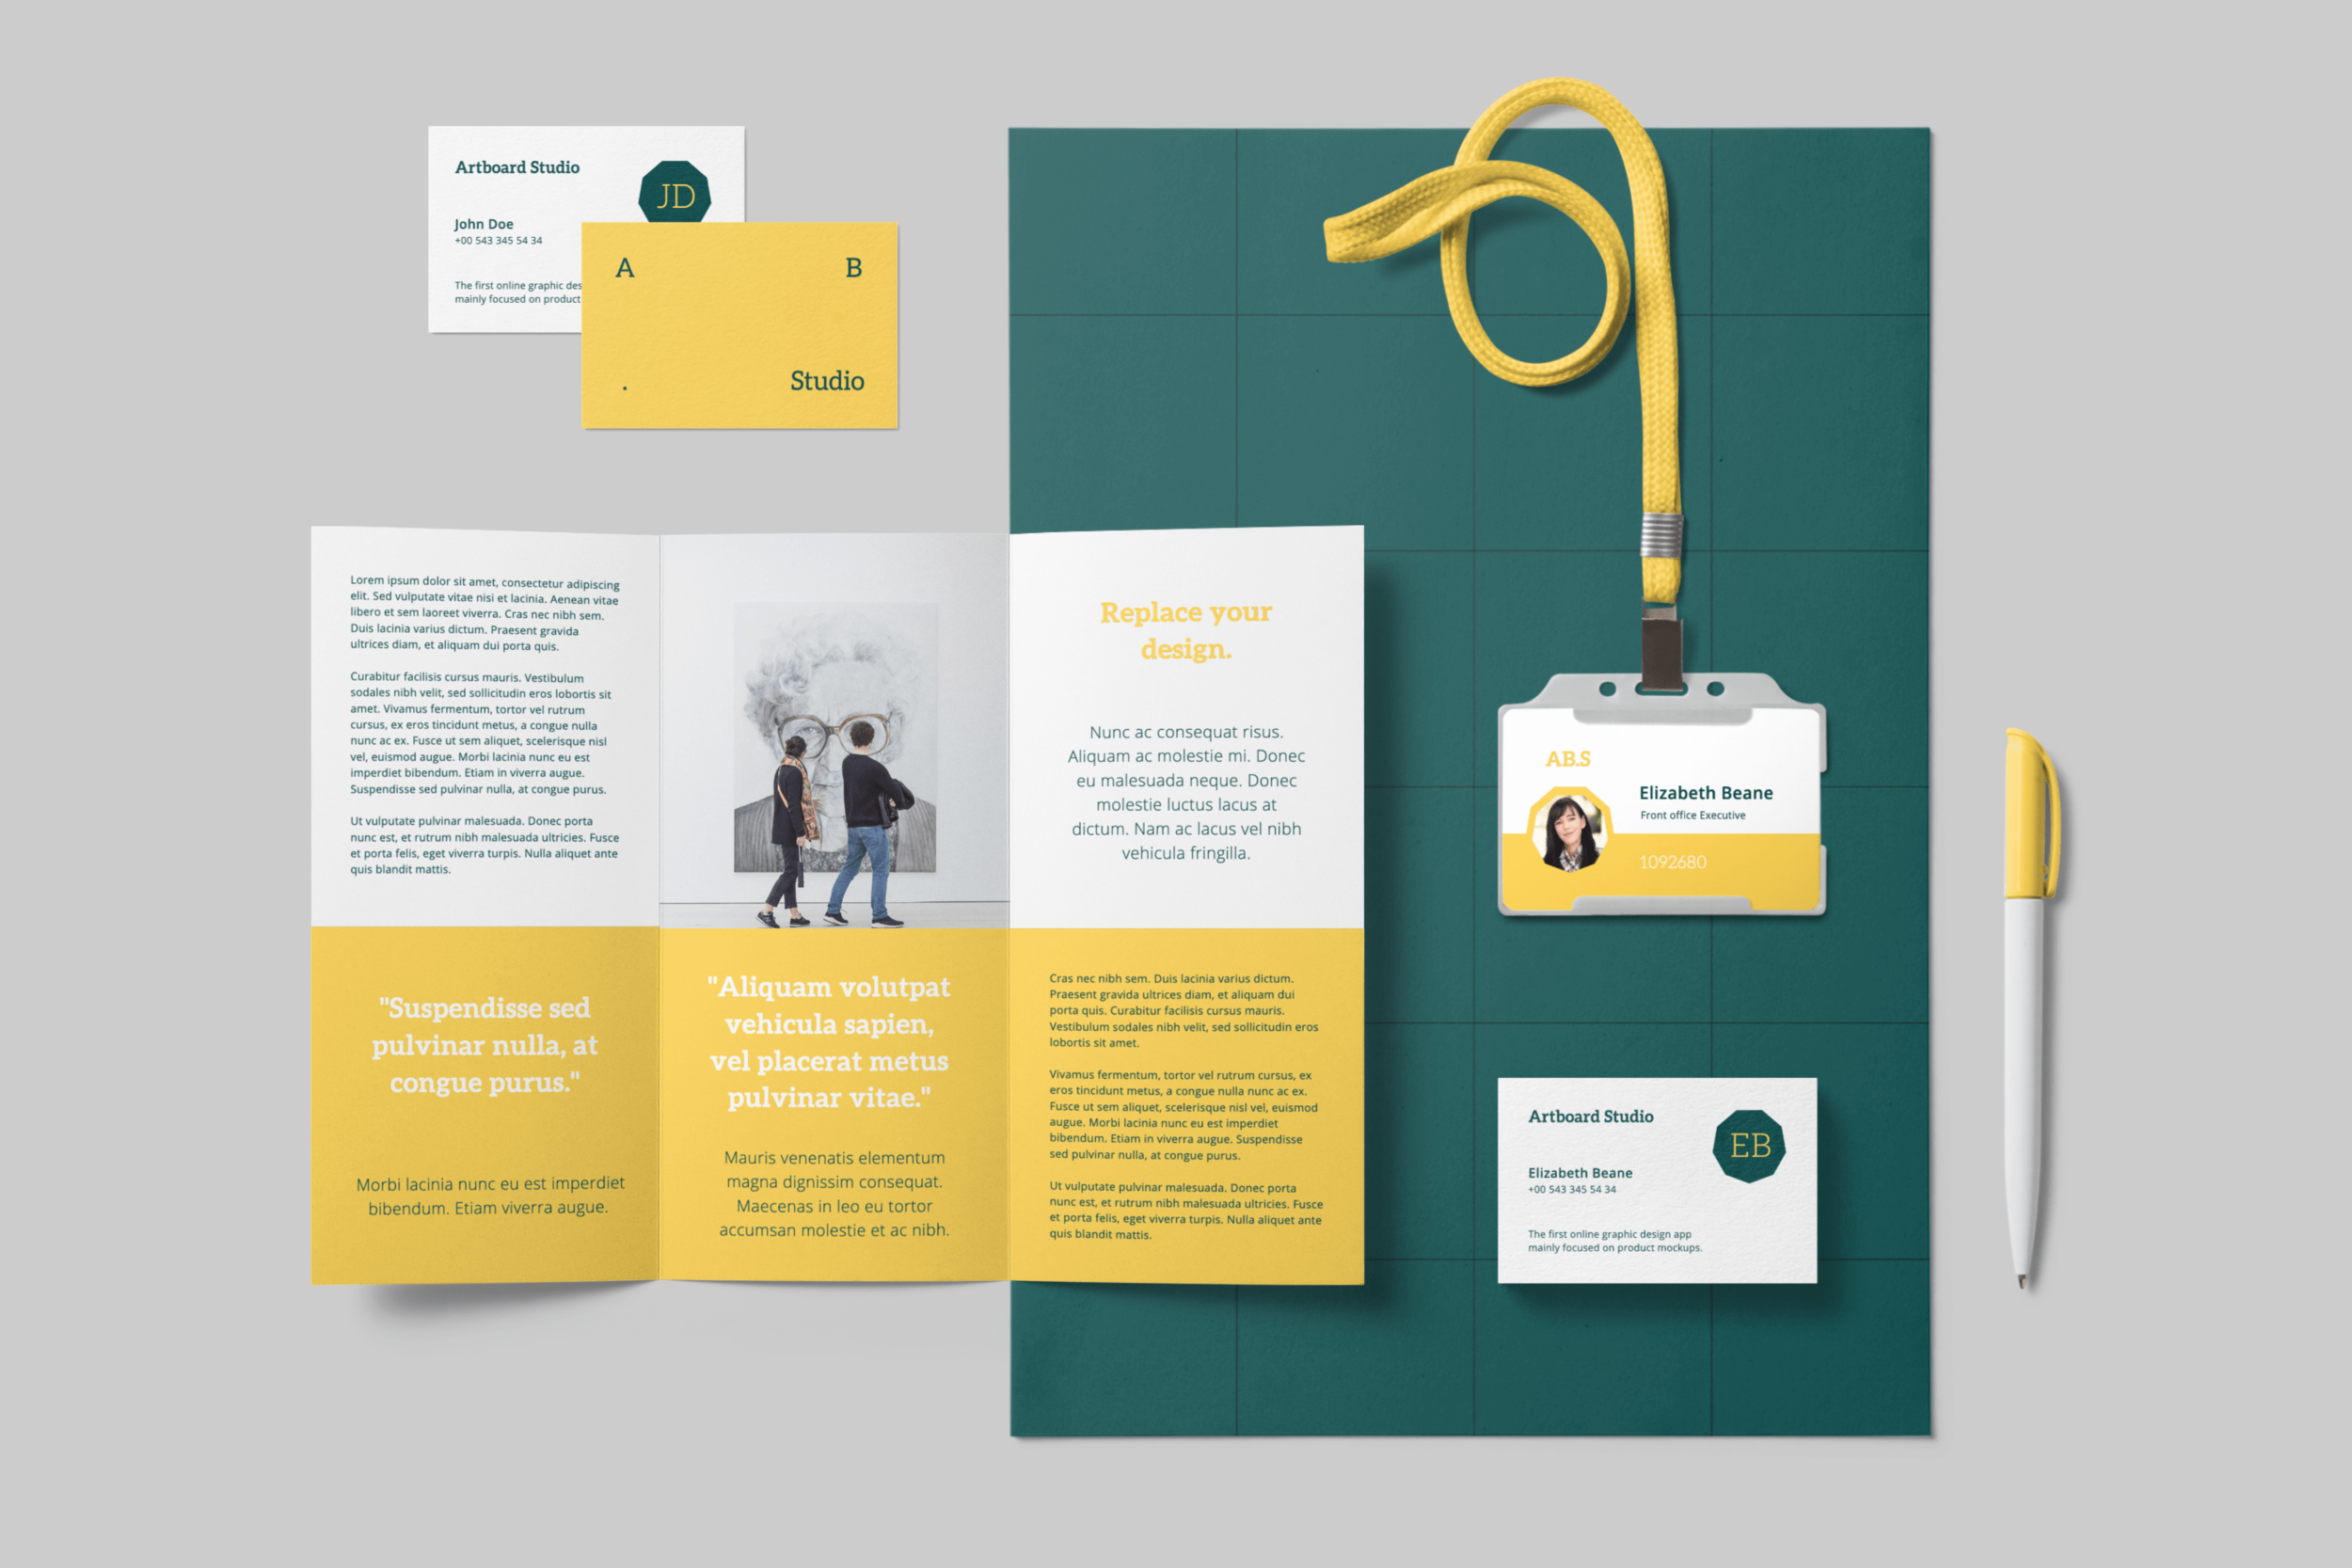 Artboard Studio
JD
John Doe
+00 543 345 54 34
The first online graphic des
mainly focused on product
A B
. Studio
Lorem ipsum dolor sit amet, consectetur adipiscing
elit. Sed vulputate vitae nisi et lacinia. Aenean vitae
libero et sem laoreet viverra. Cras nec nibh sem.
Duis lacinia varius dictum. Praesent gravida
ultrices diam, et aliquam dui porta quis.
Curabitur facilisis cursus mauris. Vestibulum
sodales nibh velit, sed sollicitudin eros lobortis sit
amet. Vivamus fermentum, tortor vel rutrum
cursus, ex eros tincidunt metus, a congue nulla
nunc ac ex. Fusce ut sem aliquet, scelerisque nisl
vel, euismod augue. Morbi lacinia nunc eu est
imperdiet bibendum. Etiam in viverra augue.
Suspendisse sed pulvinar nulla, at congue purus.
Ut vulputate pulvinar malesuada. Donec porta
nunc est, et rutrum nibh malesuada ultricies. Fusce
et porta felis, eget viverra turpis. Nulla aliquet ante
quis blandit mattis.
"Suspendisse sed
pulvinar nulla, at
congue purus."
Morbi lacinia nunc eu est imperdiet
bibendum. Etiam viverra augue.
"Aliquam volutpat
vehicula sapien,
vel placerat metus
pulvinar vitae."
Mauris venenatis elementum
magna dignissim consequat.
Maecenas in leo eu tortor
accumsan molestie et ac nibh.
Replace your
design.
Nunc ac consequat risus.
Aliquam ac molestie mi. Donec
eu malesuada neque. Donec
molestie luctus lacus at
dictum. Nam ac lacus vel nibh
vehicula fringilla.
Cras nec nibh sem. Duis lacinia varius dictum.
Praesent gravida ultrices diam, et aliquam dui
porta quis. Curabitur facilisis cursus mauris.
Vestibulum sodales nibh velit, sed sollicitudin eros
lobortis sit amet.
Vivamus fermentum, tortor vel rutrum cursus, ex
eros tincidunt metus, a congue nulla nunc ac ex.
Fusce ut sem aliquet, scelerisque nisl vel, euismod
augue. Morbi lacinia nunc eu est imperdiet
bibendum. Etiam in viverra augue. Suspendisse
sed pulvinar nulla, at congue purus.
Ut vulputate pulvinar malesuada. Donec porta
nunc est, et rutrum nibh malesuada ultricies. Fusce
et porta felis, eget viverra turpis. Nulla aliquet ante
quis blandit mattis.
AB.S
Elizabeth Beane
Front office Executive
1092680
Artboard Studio
EB
Elizabeth Beane
+00 543 345 54 34
The first online graphic design app
mainly focused on product mockups.